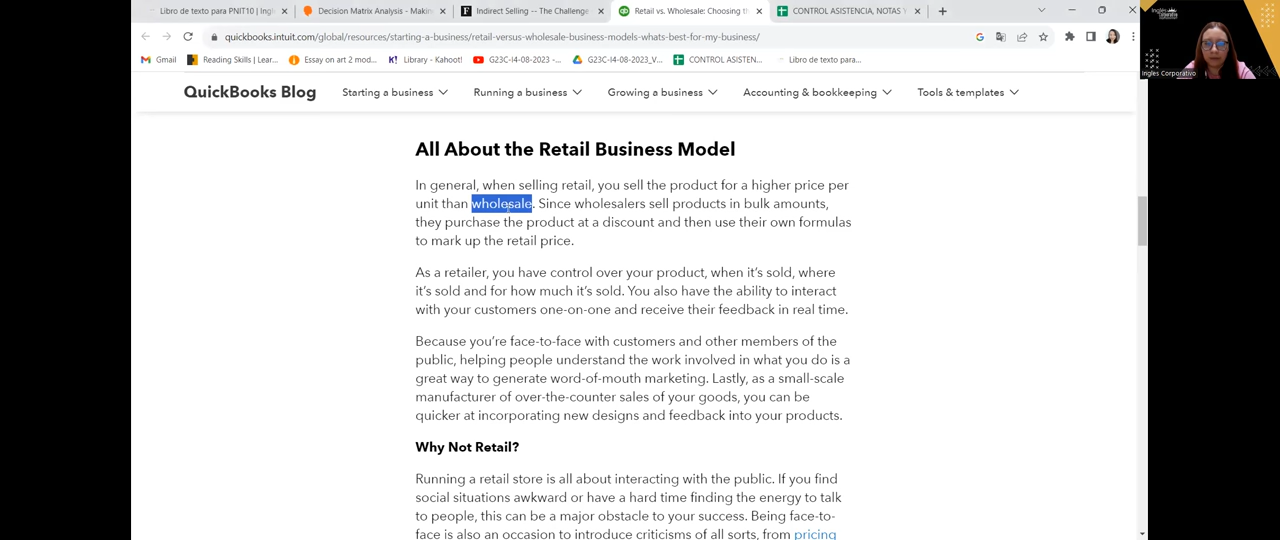 Libro de texto para PNIT10 | Ingl
Decision Matrix Analysis - Makin
Indirect Selling -- The Challenge
Retail vs. Wholesale: Choosing th
CONTROL ASISTENCIA, NOTAS Y
quickbooks.intuit.com/global/resources/starting-a-business/retail-versus-wholesale-business-models-whats-best-for-my-business/
Gmail
Reading Skills | Lear...
Essay on art 2 mod...
Library - Kahoot!
G23C-I4-08-2023 -...
G23C-I4-08-2023_V...
CONTROL ASISTEN...
Libro de texto para...
Inglés Corporativo
QuickBooks Blog
Starting a business
Running a business
Growing a business
Accounting & bookkeeping
Tools & templates
All About the Retail Business Model
In general, when selling retail, you sell the product for a higher price per
unit than wholesale. Since wholesalers sell products in bulk amounts,
they purchase the product at a discount and then use their own formulas
to mark up the retail price.
As a retailer, you have control over your product, when it's sold, where
it's sold and for how much it's sold. You also have the ability to interact
with your customers one-on-one and receive their feedback in real time.
Because you're face-to-face with customers and other members of the
public, helping people understand the work involved in what you do is a
great way to generate word-of-mouth marketing. Lastly, as a small-scale
manufacturer of over-the-counter sales of your goods, you can be
quicker at incorporating new designs and feedback into your products.
Why Not Retail?
Running a retail store is all about interacting with the public. If you find
social situations awkward or have a hard time finding the energy to talk
to people, this can be a major obstacle to your success. Being face-to-
face is also an occasion to introduce criticisms of all sorts, from pricing